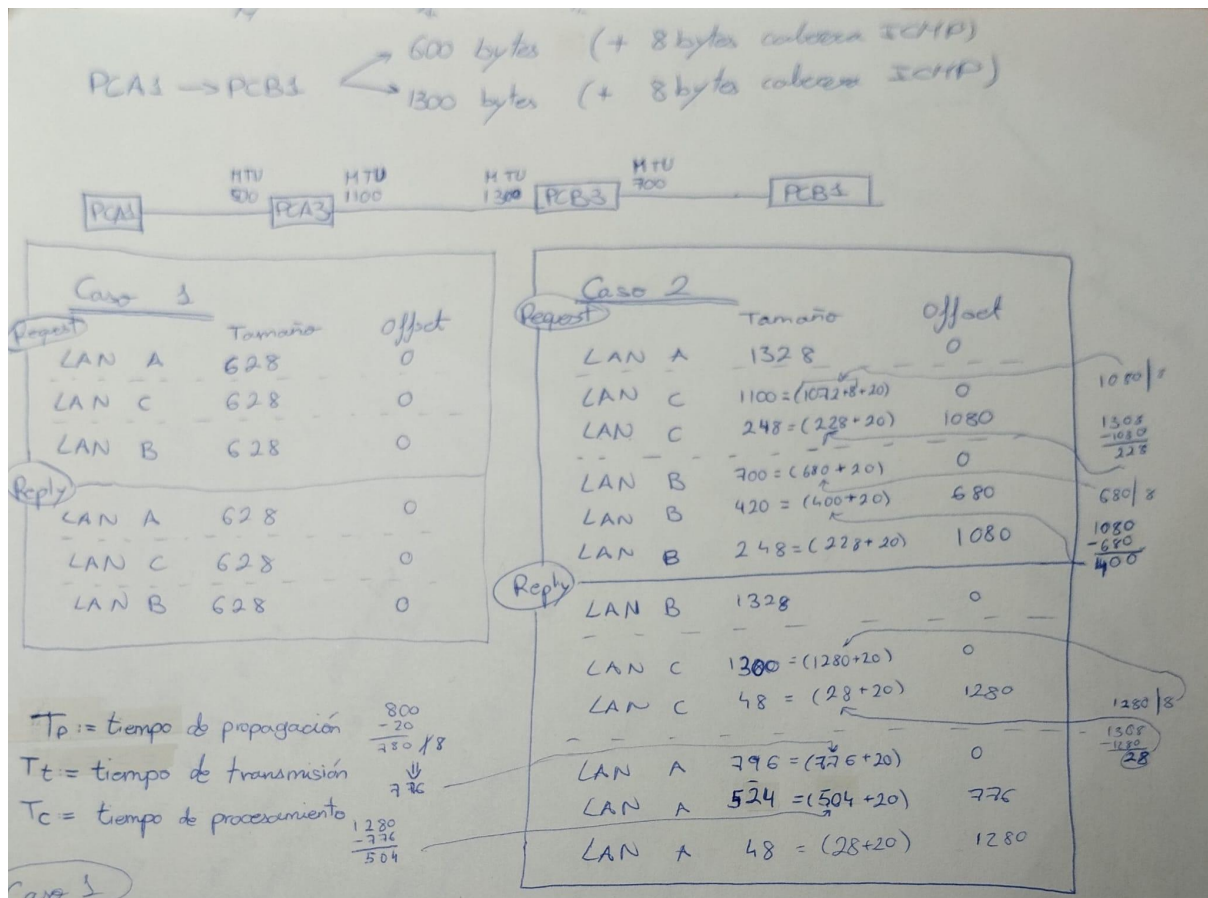 600 bytes (+ 8 bytes cabecera ICMP)
PCA1 → PCB1
1300 bytes (+ 8 bytes cabecera ICMP)
MTU MTU MTU MTU
800 1100 1300 700
PCA1 PCA3 PCB3 PCB1
Caso 1
Request
Tamaño Offset
LAN A 628 0
LAN C 628 0
LAN B 628 0
Reply
LAN A 628 0
LAN C 628 0
LAN B 628 0
Tp := tiempo de propagación
Tt := tiempo de transmisión
Tc := tiempo de procesamiento
800
-20
780 /8
⇓
776
1280
-776
504
Caso 1
Caso 2
Request
Tamaño Offset
LAN A 1328 0
LAN C 1100 = (1072+8+20) 0
LAN C 248 = (228+20) 1080
LAN B 700 = (680+20) 0
LAN B 420 = (400+20) 680
LAN B 248 = (228+20) 1080
Reply
LAN B 1328 0
LAN C 1300 = (1280+20) 0
LAN C 48 = (28+20) 1280
LAN A 796 = (776+20) 0
LAN A 524 = (504+20) 776
LAN A 48 = (28+20) 1280
1080/8
1308
-1080
228
680/8
1080
-680
400
1280/8
1308
-1280
28